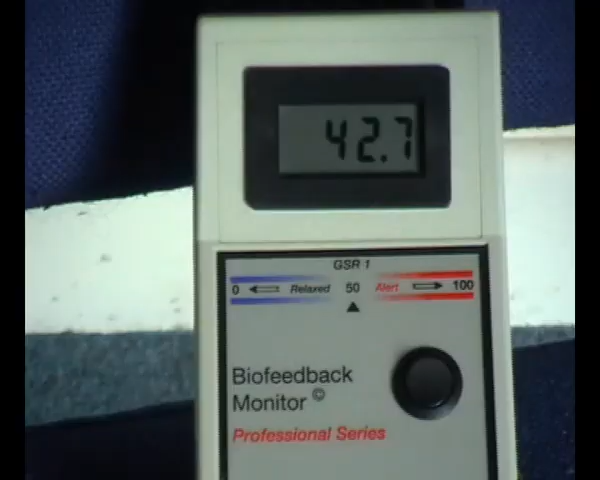 42.7
GSR 1
0 Relaxed 50 Alert 100
Biofeedback
Monitor ©
Professional Series